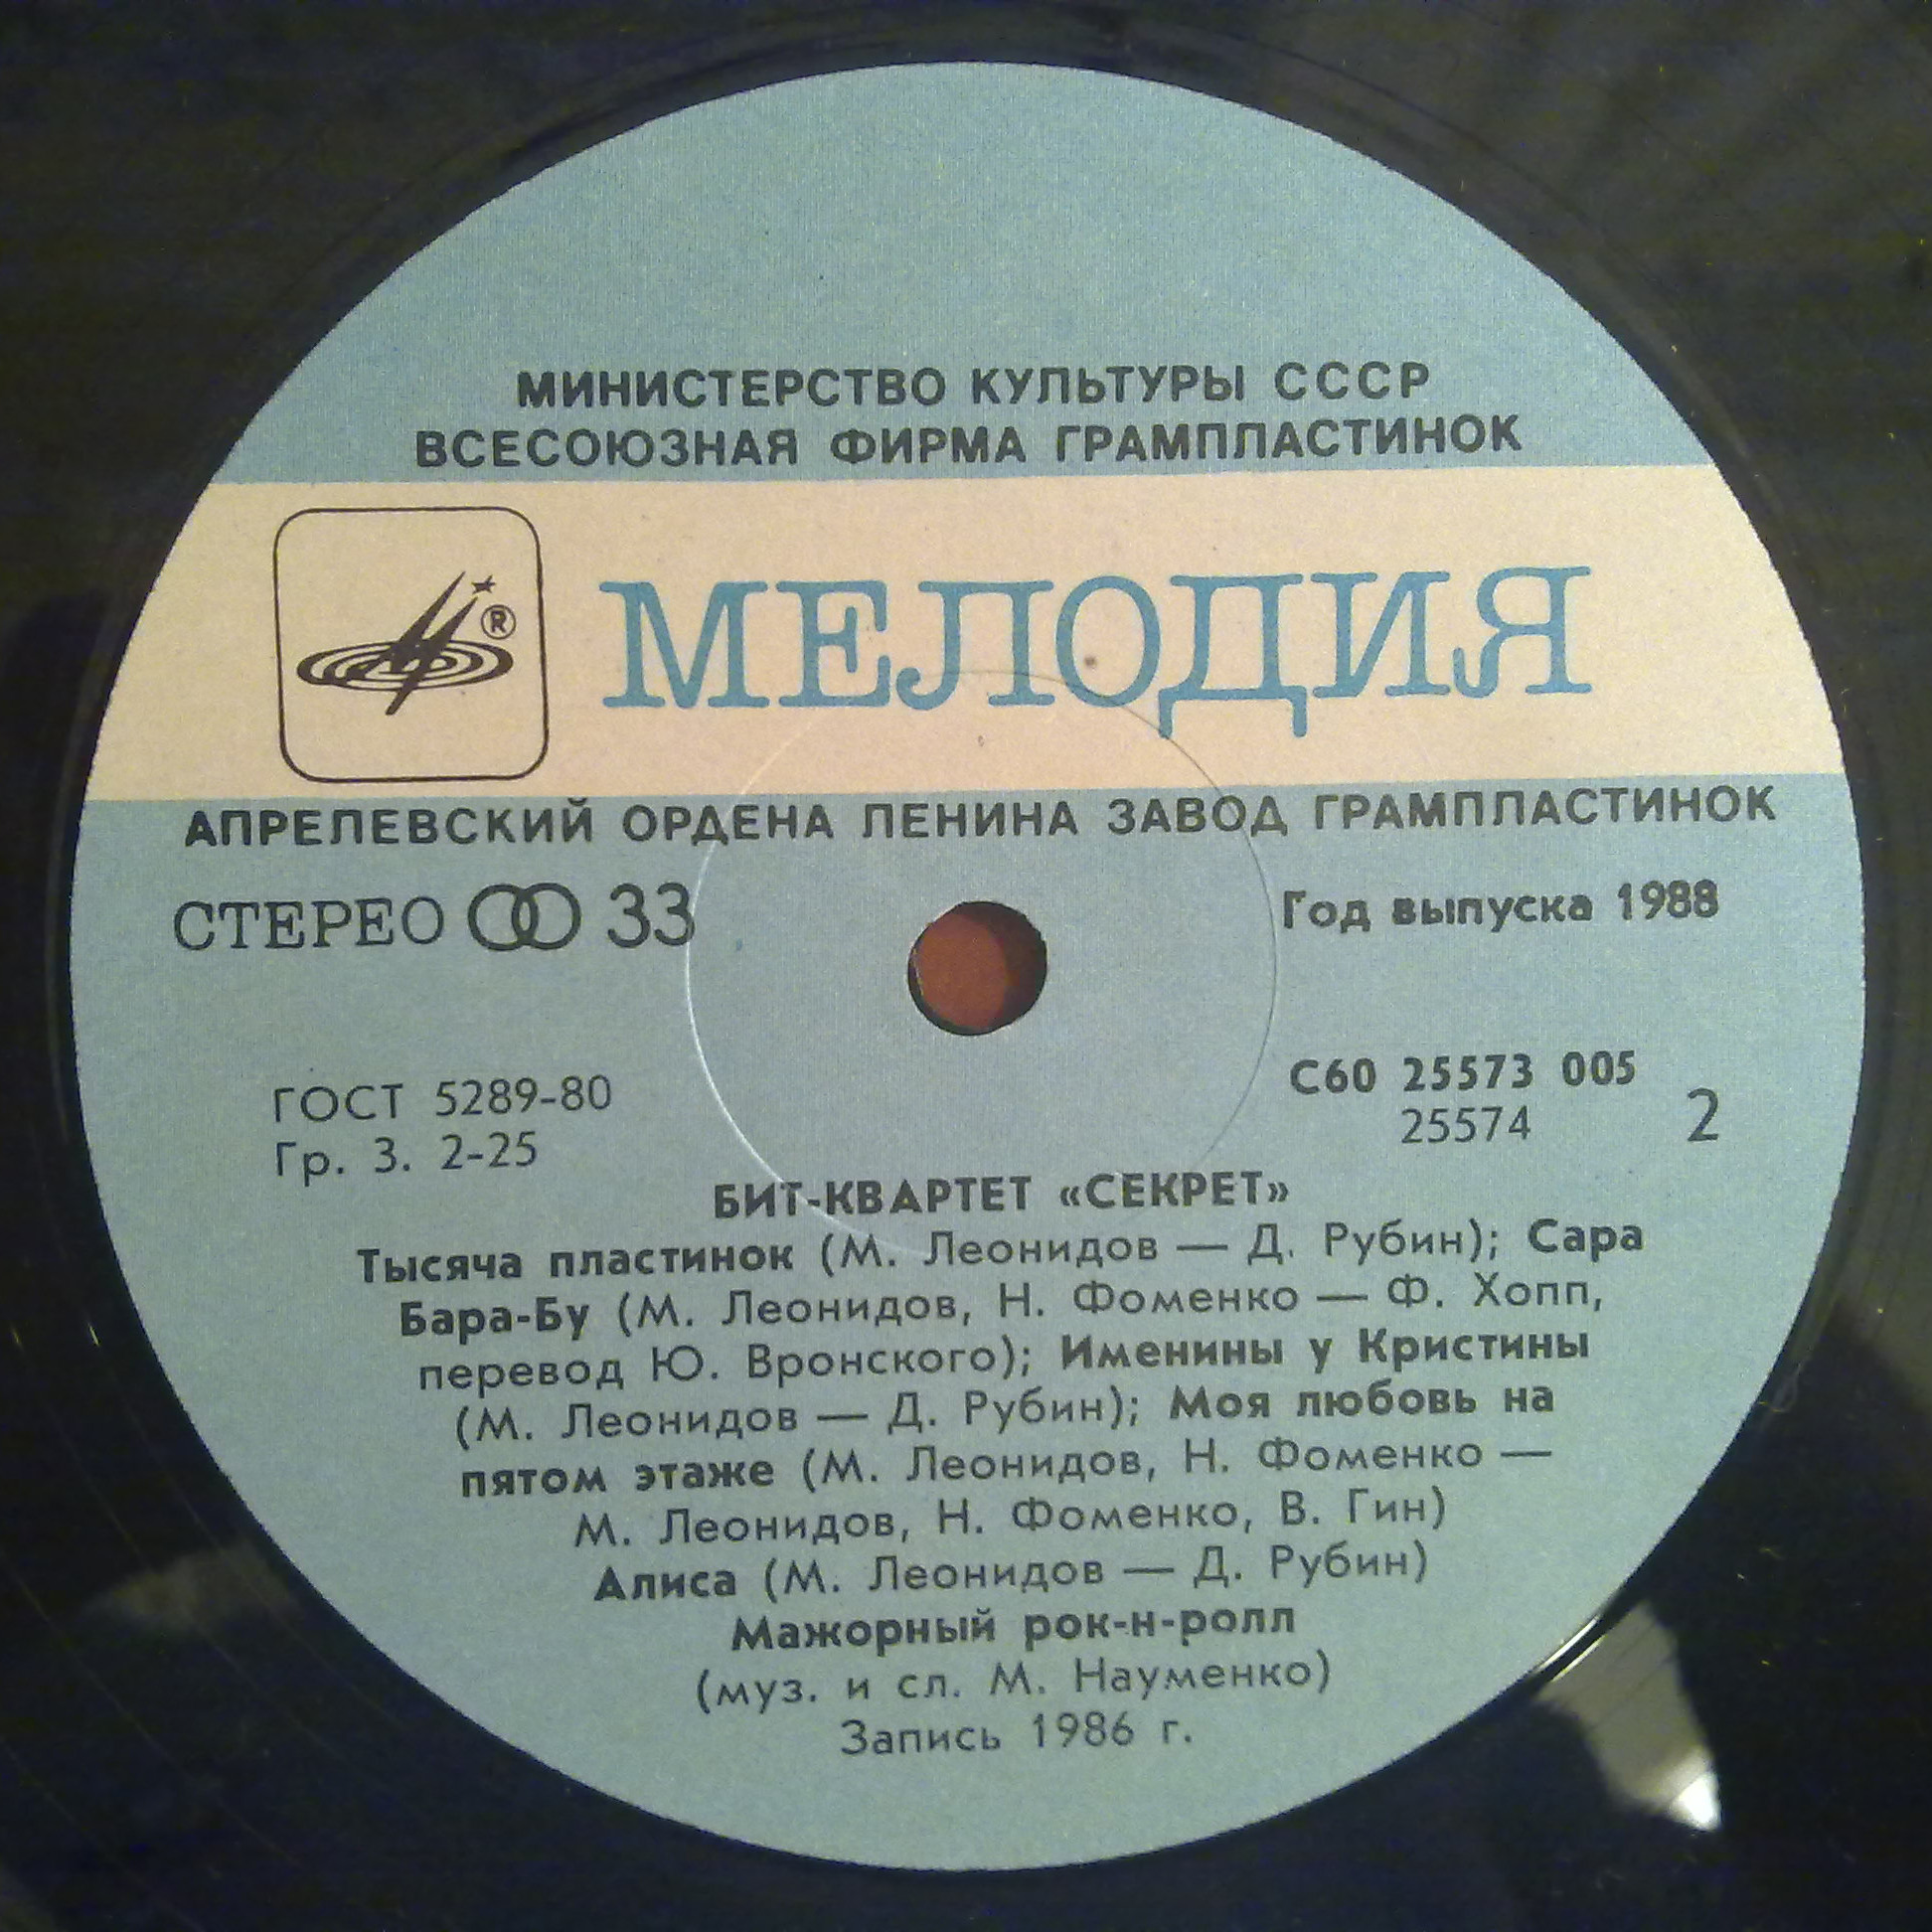 МИНИСТЕРСТВО КУЛЬТУРЫ СССР
ВСЕСОЮЗНАЯ ФИРМА ГРАМПЛАСТИНОК
®
МЕЛОДИЯ
АПРЕЛЕВСКИЙ ОРДЕНА ЛЕНИНА ЗАВОД ГРАМПЛАСТИНОК
СТЕРЕО 33
Год выпуска 1988
ГОСТ 5289-80
Гр. 3. 2-25
С60 25573 005
25574
2
БИТ-КВАРТЕТ «СЕКРЕТ»
Тысяча пластинок (М. Леонидов — Д. Рубин); Сара
Бара-Бу (М. Леонидов, Н. Фоменко — Ф. Хопп,
перевод Ю. Вронского); Именины у Кристины
(М. Леонидов — Д. Рубин); Моя любовь на
пятом этаже (М. Леонидов, Н. Фоменко —
М. Леонидов, Н. Фоменко, В. Гин)
Алиса (М. Леонидов — Д. Рубин)
Мажорный рок-н-ролл
(муз. и сл. М. Науменко)
Запись 1986 г.